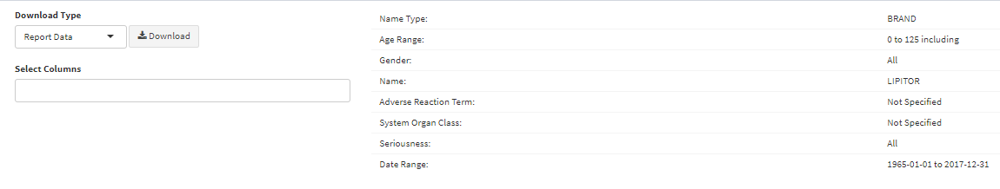 Download Type
Report Data
Download
Select Columns
Name Type: BRAND
Age Range: 0 to 125 including
Gender: All
Name: LIPITOR
Adverse Reaction Term: Not Specified
System Organ Class: Not Specified
Seriousness: All
Date Range: 1965-01-01 to 2017-12-31